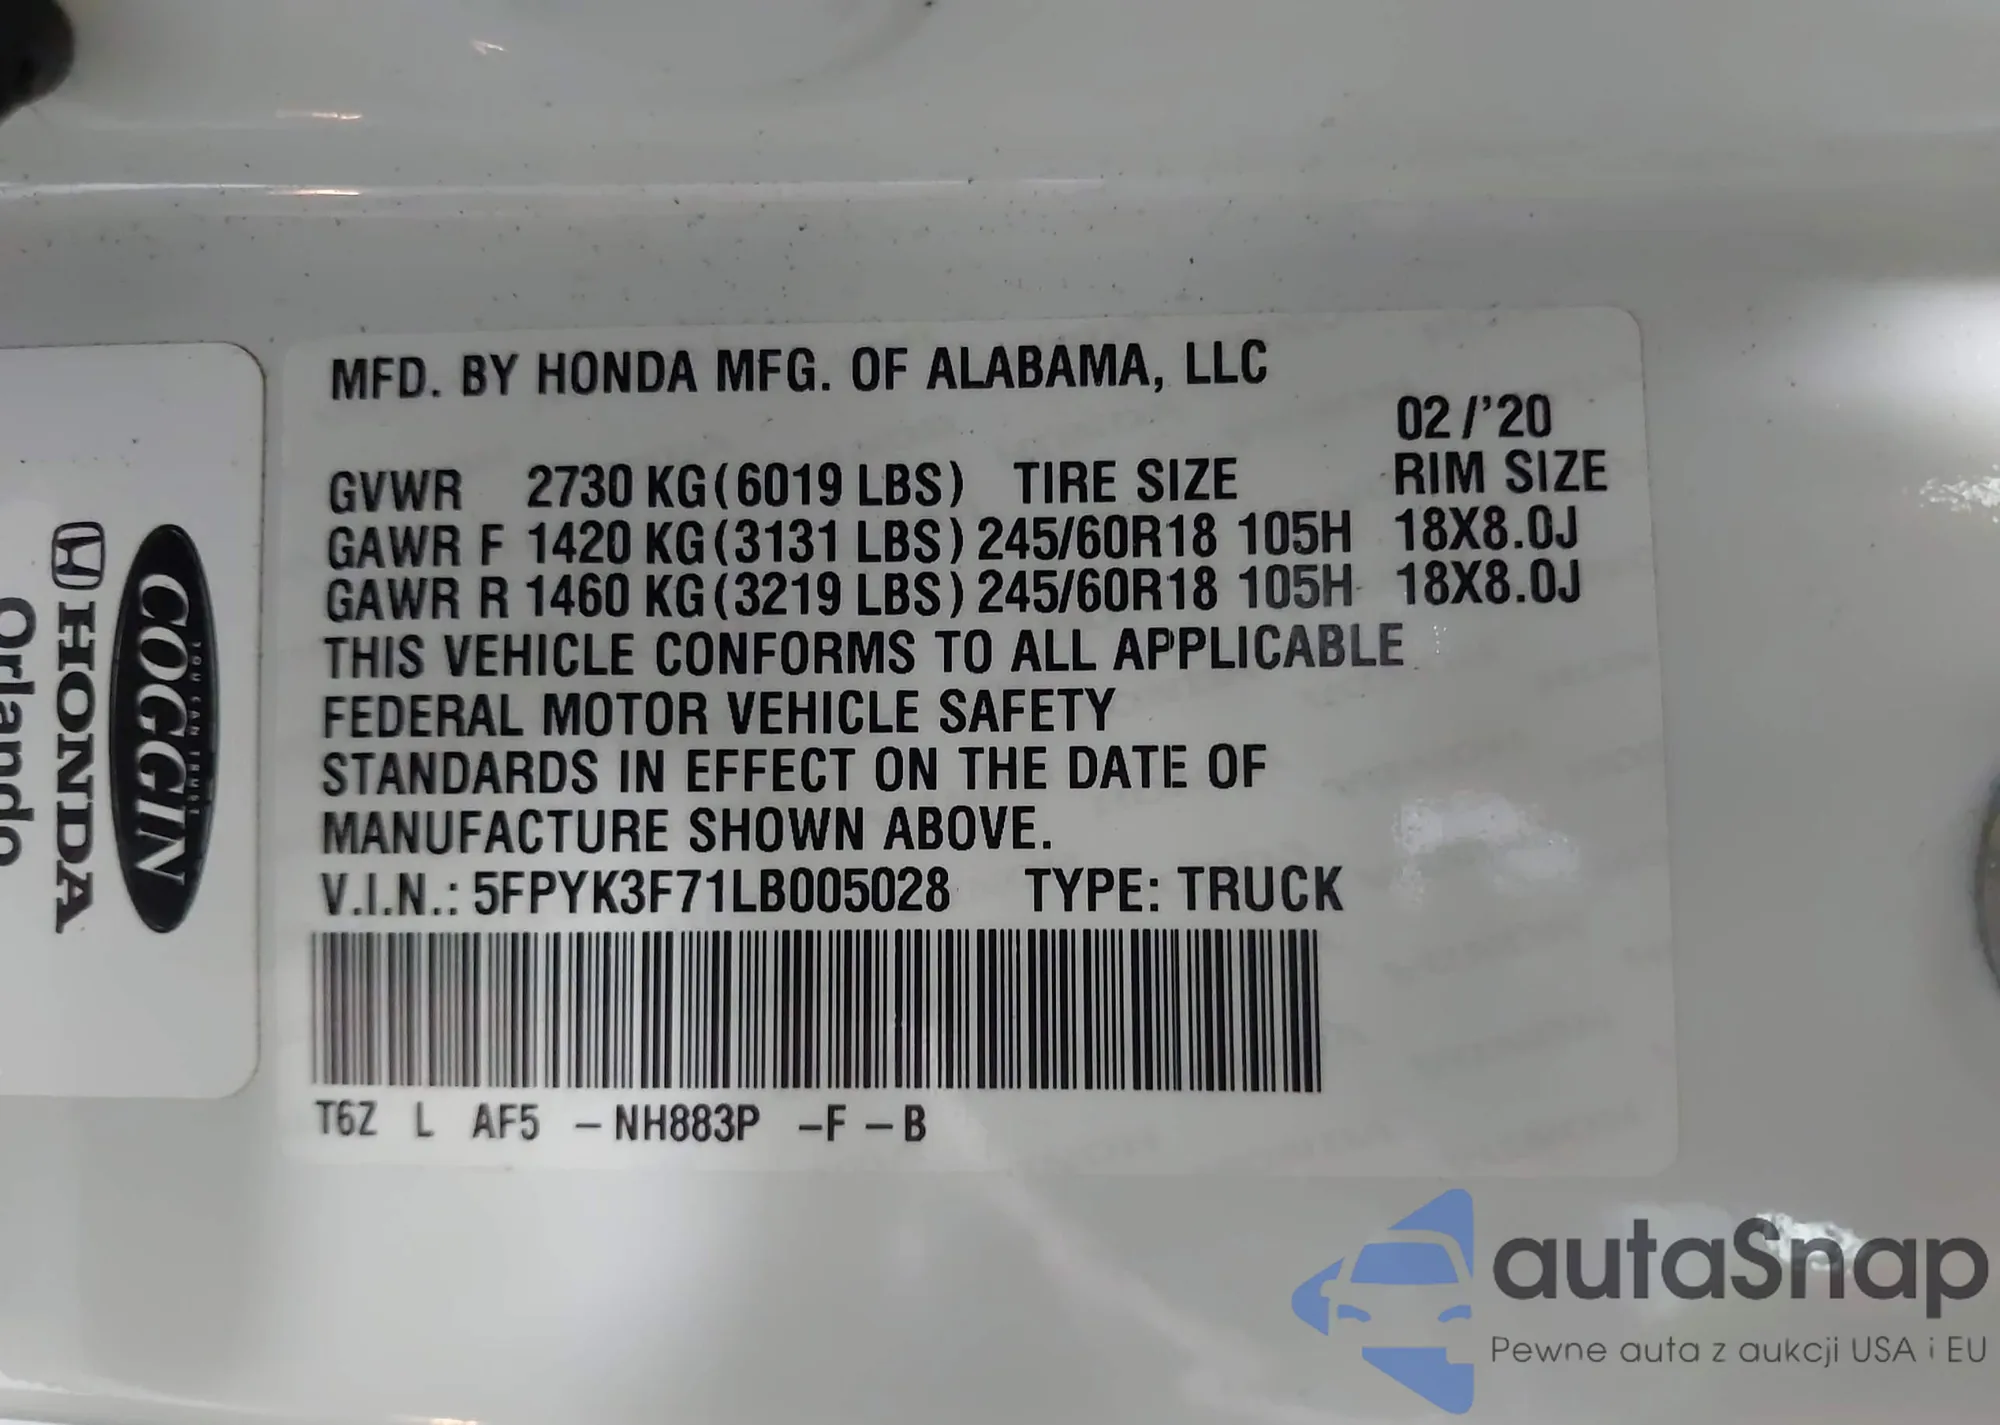 MFD. BY HONDA MFG. OF ALABAMA, LLC
02/'20
GVWR 2730 KG(6019 LBS) TIRE SIZE RIM SIZE
GAWR F 1420 KG(3131 LBS) 245/60R18 105H 18X8.0J
GAWR R 1460 KG(3219 LBS) 245/60R18 105H 18X8.0J
THIS VEHICLE CONFORMS TO ALL APPLICABLE
FEDERAL MOTOR VEHICLE SAFETY
STANDARDS IN EFFECT ON THE DATE OF
MANUFACTURE SHOWN ABOVE.
V.I.N.: 5FPYK3F71LB005028 TYPE: TRUCK
T6Z L AF5 -NH883P -F -B
COGGIN
YOU CAN TRUST
HONDA
Orlando
autaSnap
Pewne auta z aukcji USA i EU